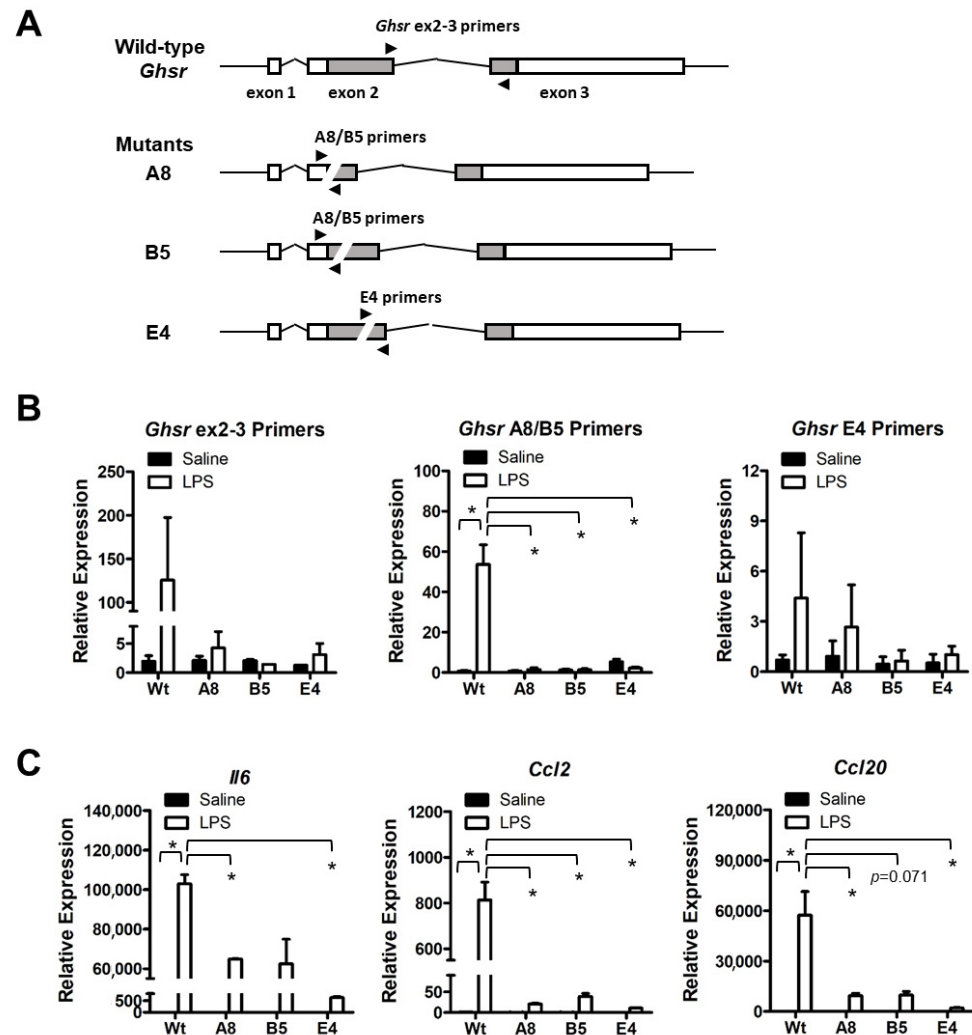 A
Ghsr ex2-3 primers
Wild-type
Ghsr
exon 1
exon 2
exon 3
Mutants
A8/B5 primers
A8
A8/B5 primers
B5
E4 primers
E4
B
Ghsr ex2-3 Primers
Saline
LPS
Relative Expression
250
200
150
100
5
0
Wt A8 B5 E4
Ghsr A8/B5 Primers
Saline
LPS
Relative Expression
100
80
60
40
20
0
* * * *
Wt A8 B5 E4
Ghsr E4 Primers
Saline
LPS
Relative Expression
12
9
6
3
0
Wt A8 B5 E4
C
Il6
Saline
LPS
Relative Expression
140,000
120,000
100,000
80,000
60,000
500
0
* * *
Wt A8 B5 E4
Ccl2
Saline
LPS
Relative Expression
1200
1000
800
600
50
0
* * * *
Wt A8 B5 E4
Ccl20
Saline
LPS
Relative Expression
120,000
90,000
60,000
30,000
0
* * p=0.071 *
Wt A8 B5 E4